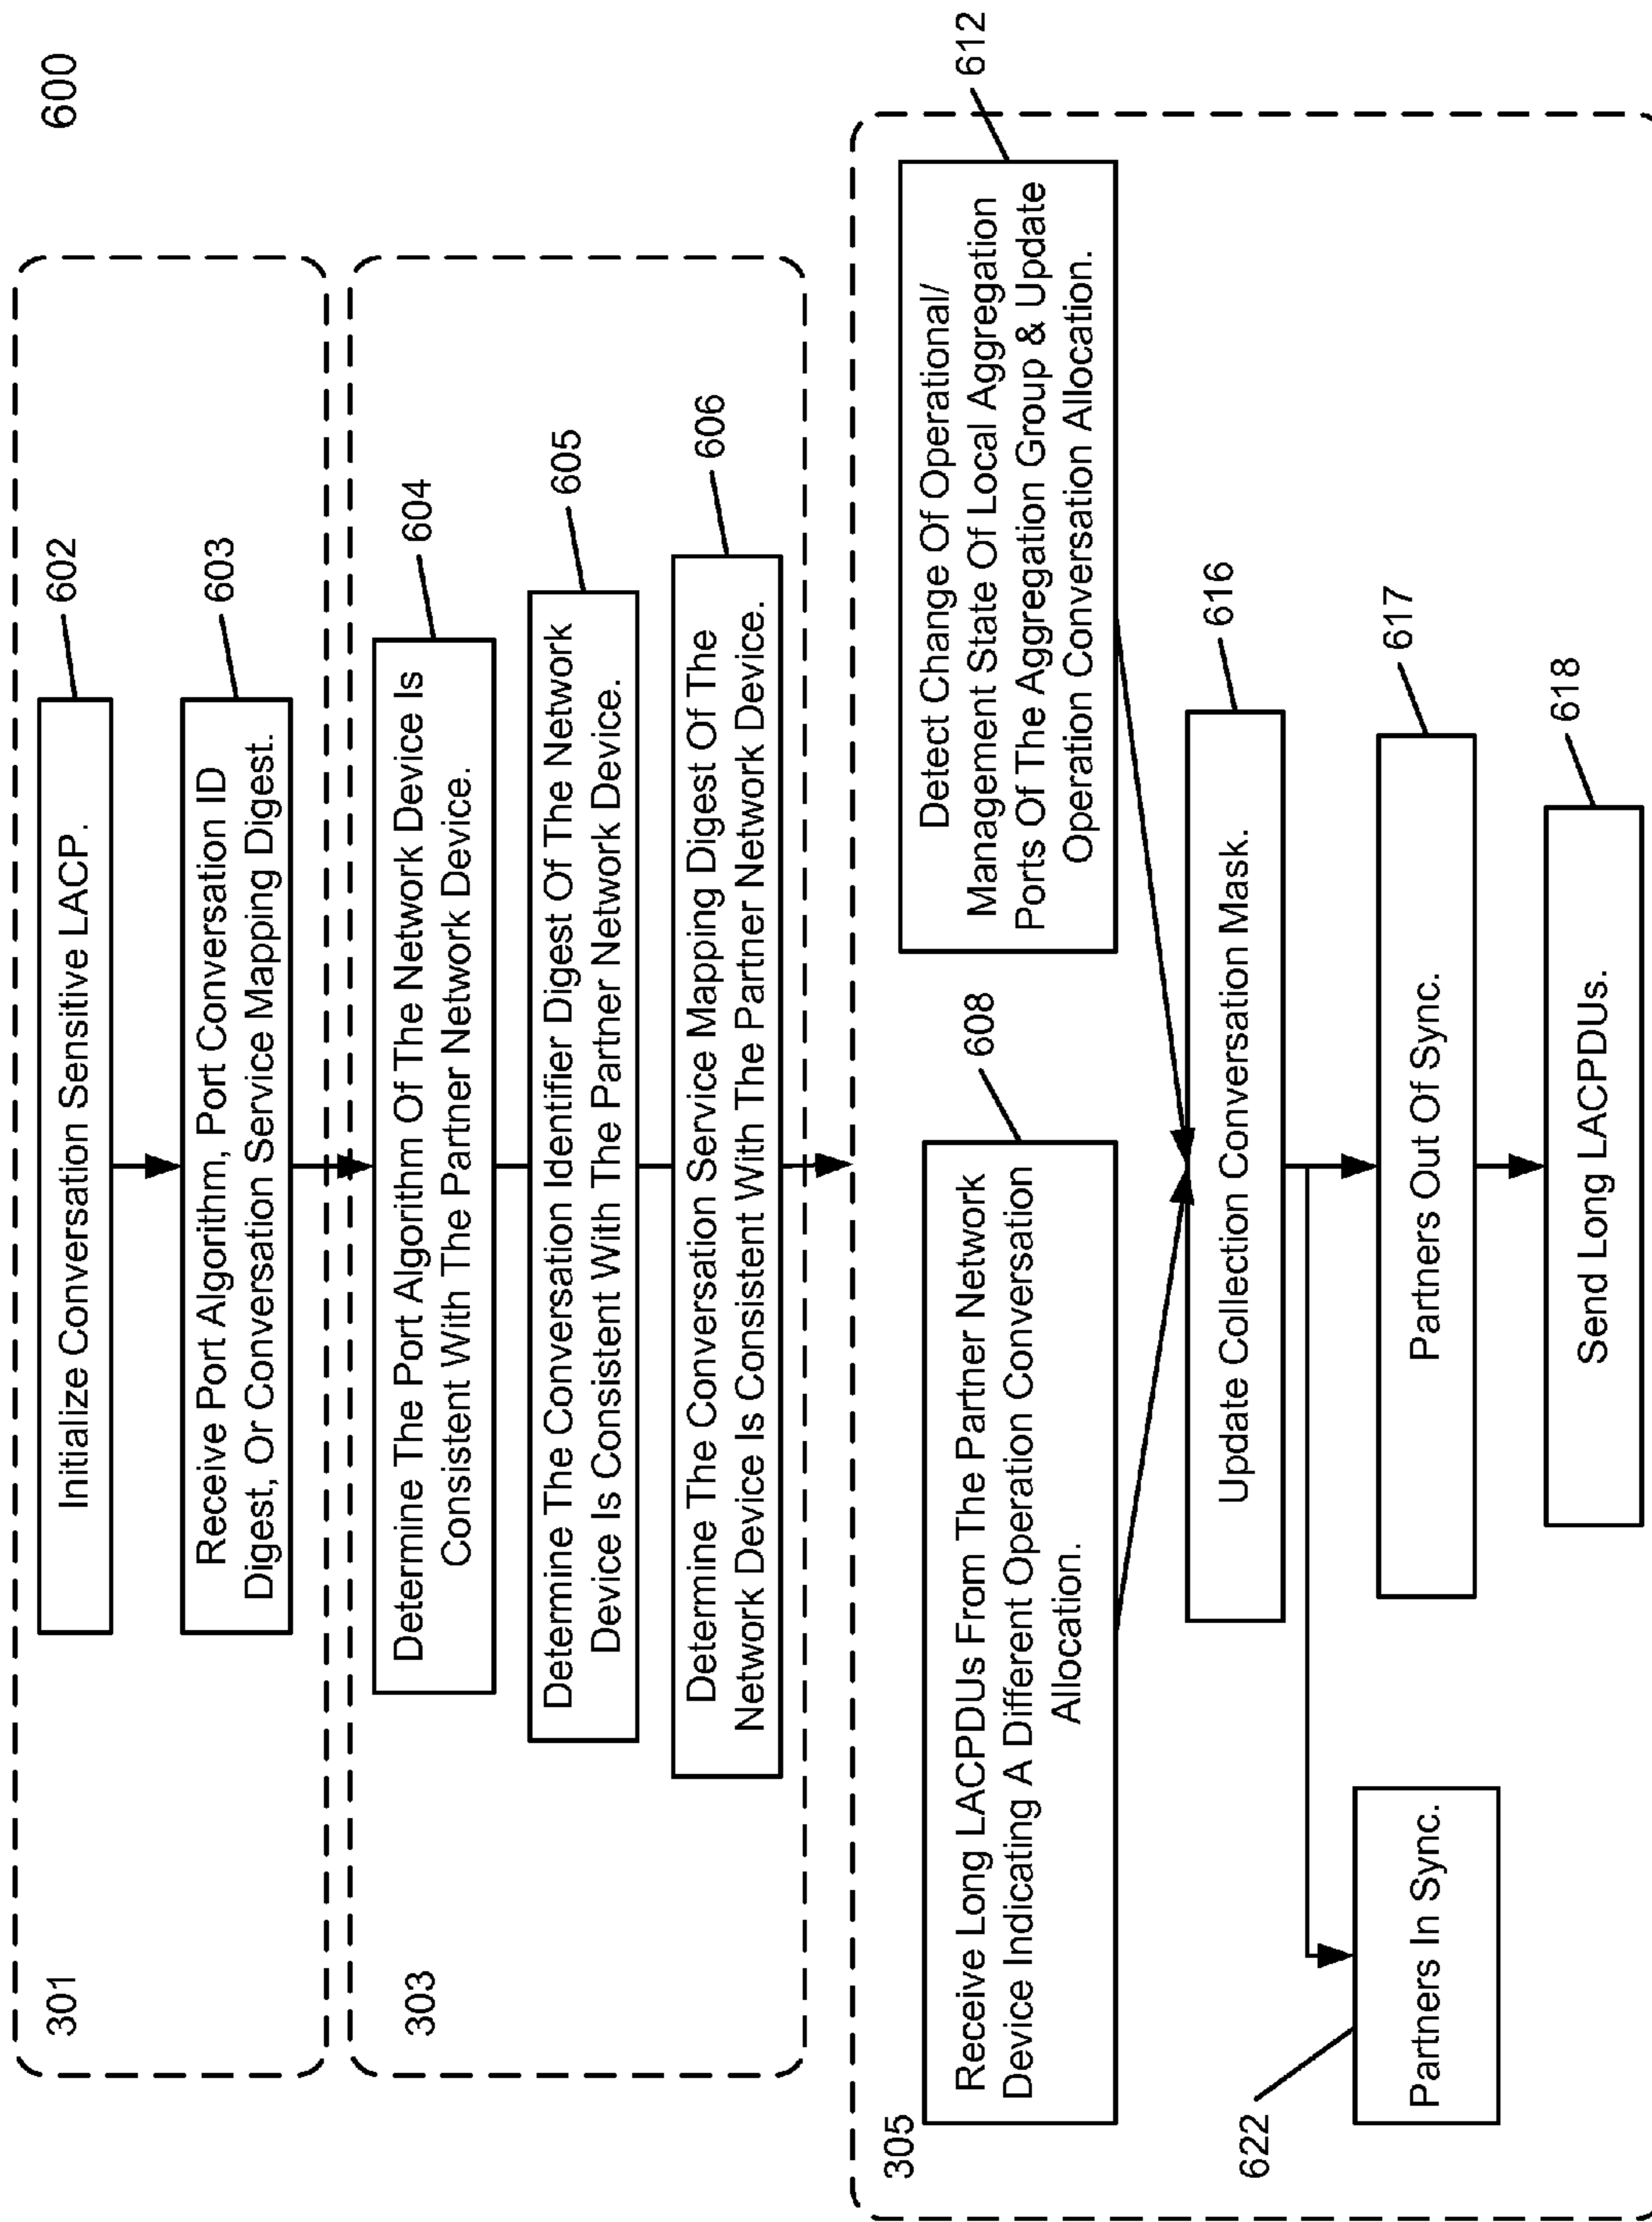 600
301
Initialize Conversation Sensitive LACP.
602
Receive Port Algorithm, Port Conversation ID
Digest, Or Conversation Service Mapping Digest.
603
303
Determine The Port Algorithm Of The Network Device Is
Consistent With The Partner Network Device.
604
Determine The Conversation Identifier Digest Of The Network
Device Is Consistent With The Partner Network Device.
605
Determine The Conversation Service Mapping Digest Of The
Network Device Is Consistent With The Partner Network Device.
606
305
Receive Long LACPDUs From The Partner Network
Device Indicating A Different Operation Conversation
Allocation.
608
Detect Change Of Operational/
Management State Of Local Aggregation
Ports Of The Aggregation Group & Update
Operation Conversation Allocation.
612
Update Collection Conversation Mask.
616
622
Partners In Sync.
Partners Out Of Sync.
617
Send Long LACPDUs.
618